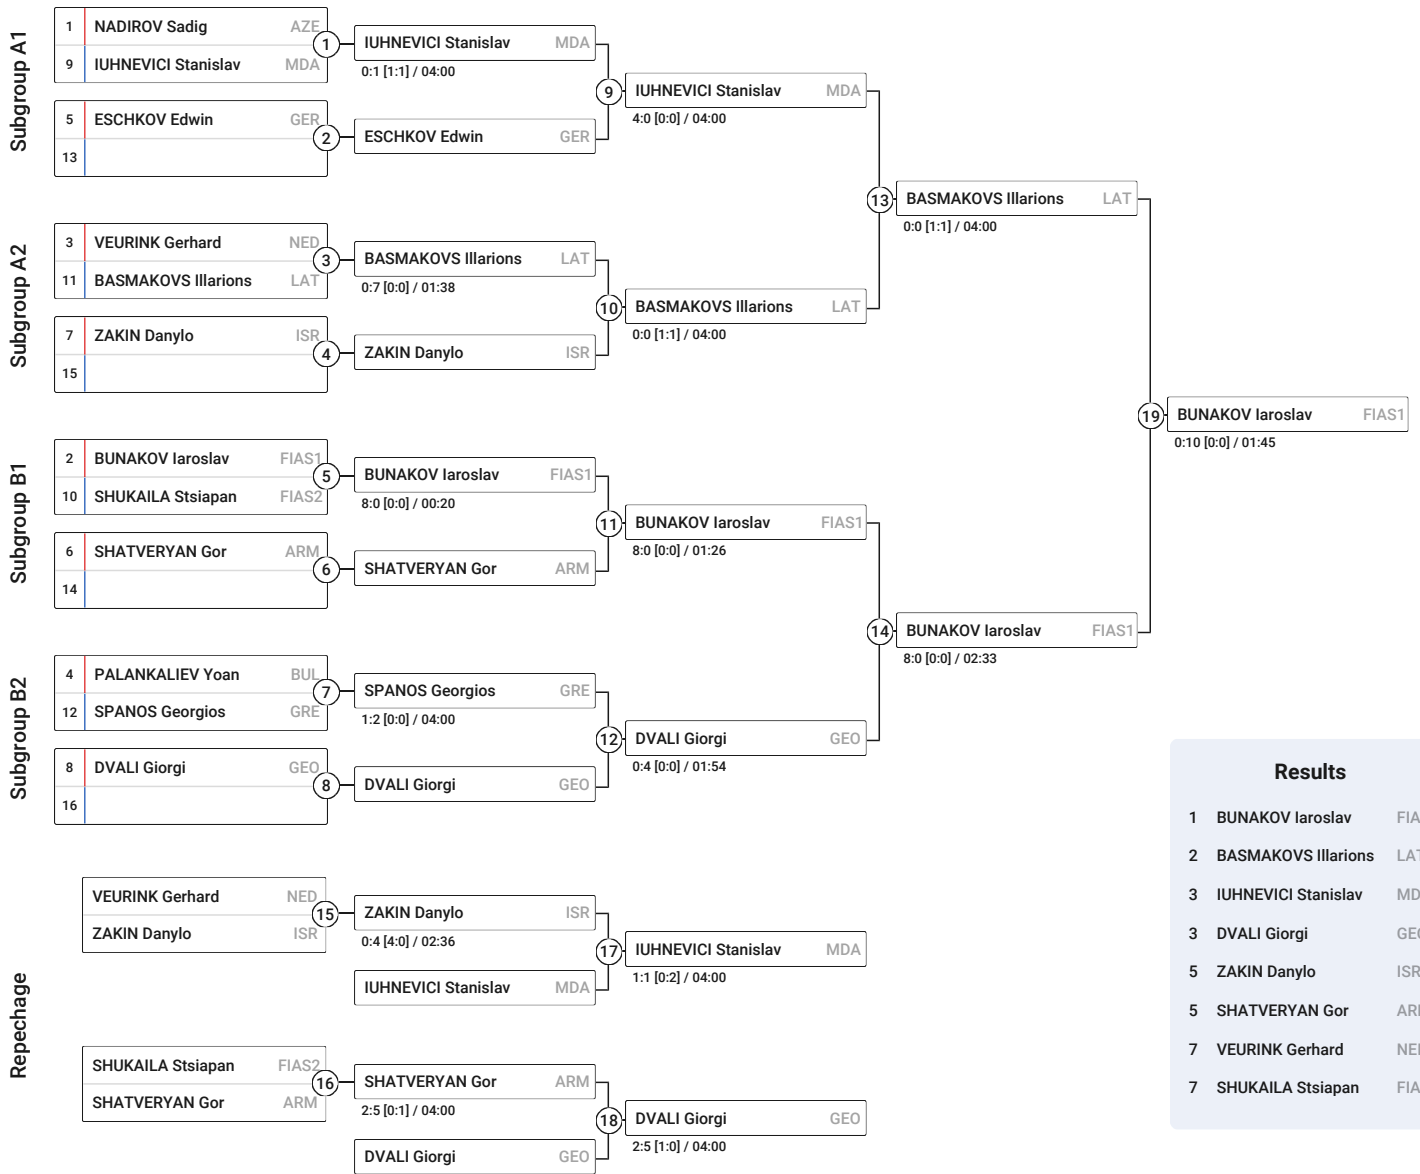 Subgroup A1
1 NADIROV Sadig AZE
9 IUHNEVICI Stanislav MDA
1
IUHNEVICI Stanislav MDA
0:1 [1:1] / 04:00
5 ESCHKOV Edwin GER
13
2
ESCHKOV Edwin GER
9
IUHNEVICI Stanislav MDA
4:0 [0:0] / 04:00
Subgroup A2
3 VEURINK Gerhard NED
11 BASMAKOVS Illarions LAT
3
BASMAKOVS Illarions LAT
0:7 [0:0] / 01:38
7 ZAKIN Danylo ISR
15
4
ZAKIN Danylo ISR
10
BASMAKOVS Illarions LAT
0:0 [1:1] / 04:00
13
BASMAKOVS Illarions LAT
0:0 [1:1] / 04:00
Subgroup B1
2 BUNAKOV Iaroslav FIAS1
10 SHUKAILA Stsiapan FIAS2
5
BUNAKOV Iaroslav FIAS1
8:0 [0:0] / 00:20
6 SHATVERYAN Gor ARM
14
6
SHATVERYAN Gor ARM
11
BUNAKOV Iaroslav FIAS1
8:0 [0:0] / 01:26
Subgroup B2
4 PALANKALIEV Yoan BUL
12 SPANOS Georgios GRE
7
SPANOS Georgios GRE
1:2 [0:0] / 04:00
8 DVALI Giorgi GEO
16
8
DVALI Giorgi GEO
12
DVALI Giorgi GEO
0:4 [0:0] / 01:54
14
BUNAKOV Iaroslav FIAS1
8:0 [0:0] / 02:33
19
BUNAKOV Iaroslav FIAS1
0:10 [0:0] / 01:45
Repechage
VEURINK Gerhard NED
ZAKIN Danylo ISR
15
ZAKIN Danylo ISR
0:4 [4:0] / 02:36
IUHNEVICI Stanislav MDA
17
IUHNEVICI Stanislav MDA
1:1 [0:2] / 04:00
SHUKAILA Stsiapan FIAS2
SHATVERYAN Gor ARM
16
SHATVERYAN Gor ARM
2:5 [0:1] / 04:00
DVALI Giorgi GEO
18
DVALI Giorgi GEO
2:5 [1:0] / 04:00
Results
1 BUNAKOV Iaroslav
2 BASMAKOVS Illarions LAT
3 IUHNEVICI Stanislav
3 DVALI Giorgi GEO
5 ZAKIN Danylo ISR
5 SHATVERYAN Gor
7 VEURINK Gerhard
7 SHUKAILA Stsiapan